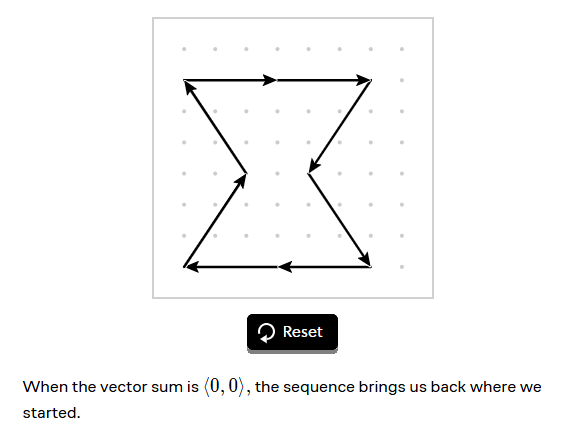 Reset
When the vector sum is ⟨0, 0⟩, the sequence brings us back where we
started.